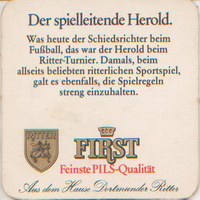 Der spielleitende Herold.
Was heute der Schiedsrichter beim
Fußball, das war der Herold beim
Ritter-Turnier. Damals, beim
allseits beliebten ritterlichen Sportspiel,
galt es ebenfalls, die Spielregeln
streng einzuhalten.
RITTER
FIRST
Feinste PILS-Qualität
Aus dem Hause Dortmunder Ritter